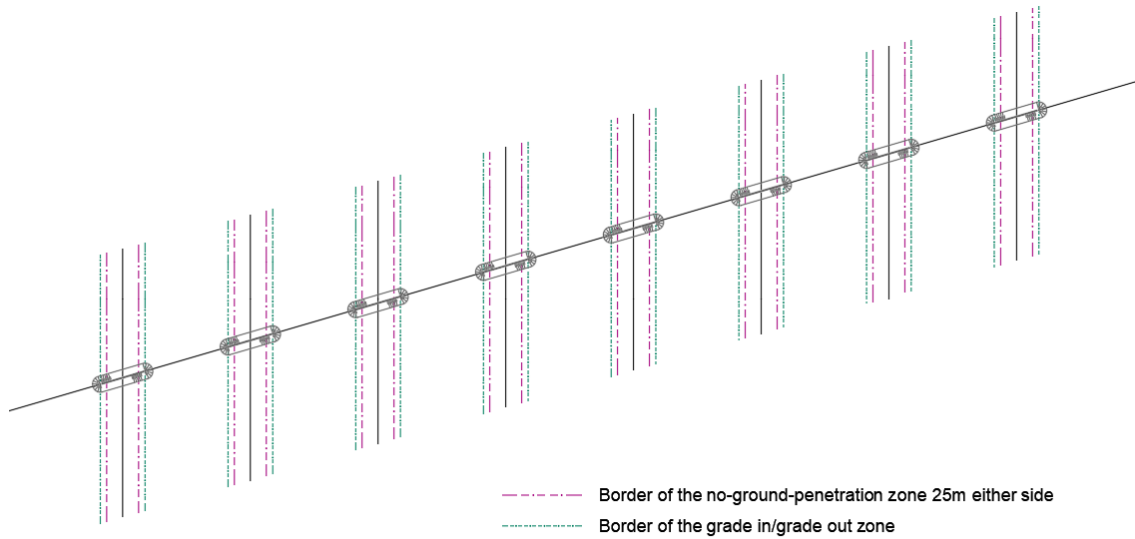 Border of the no-ground-penetration zone 25m either side
Border of the grade in/grade out zone